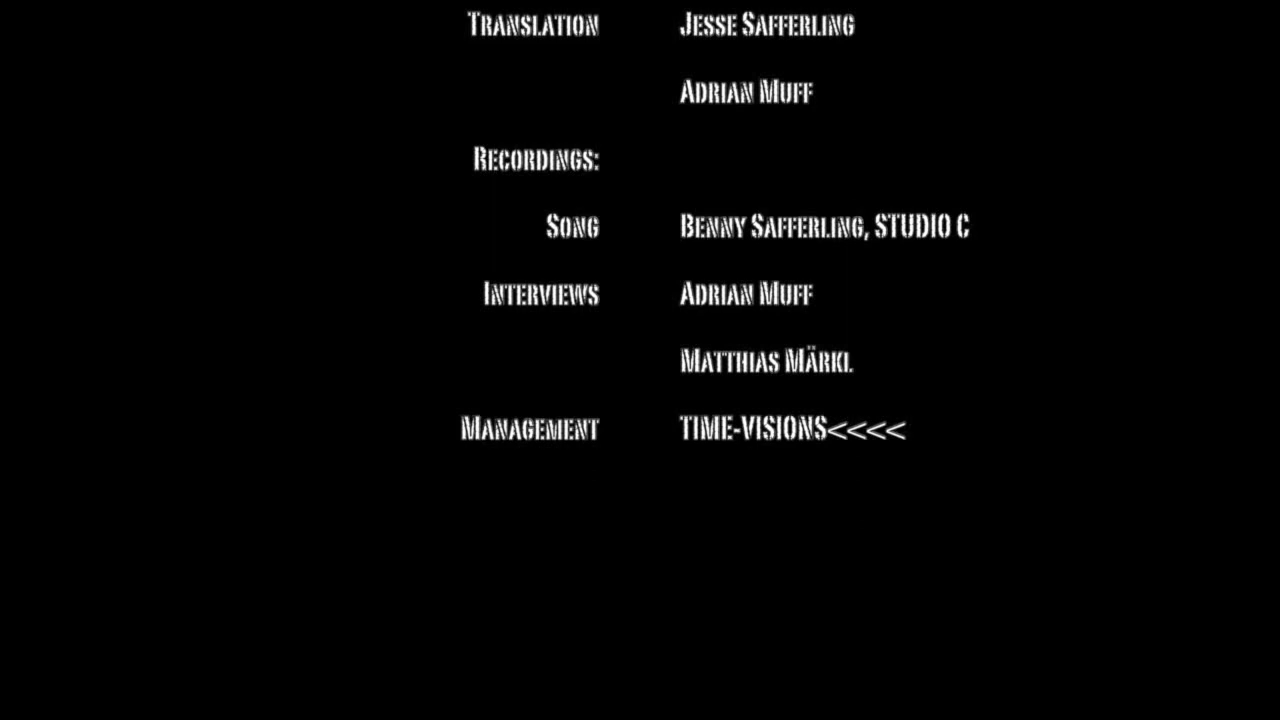 Translation Jesse Safferling
Adrian Muff
Recordings:
Song Benny Safferling, STUDIO C
Interviews Adrian Muff
Matthias Märkl
Management TIME-VISIONS<<<<